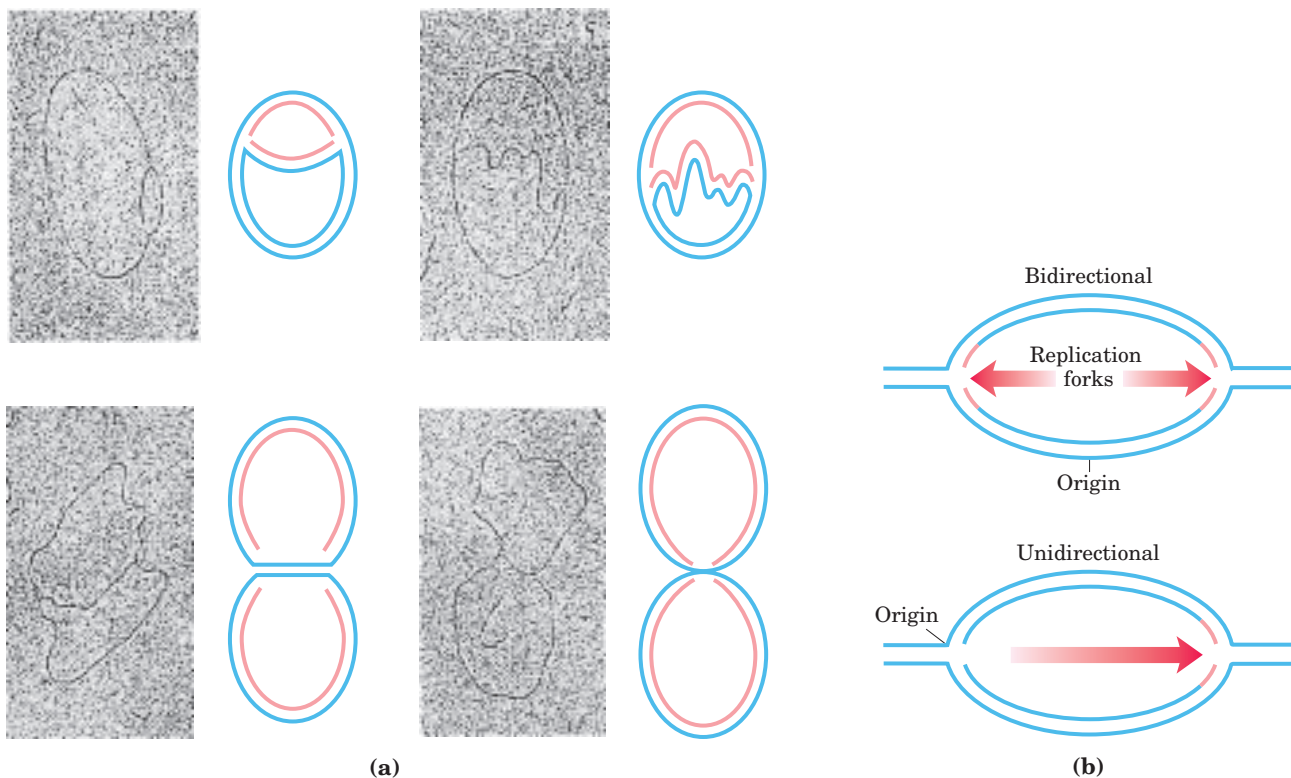 Bidirectional
Replication
forks
Origin
Unidirectional
Origin
(a)
(b)